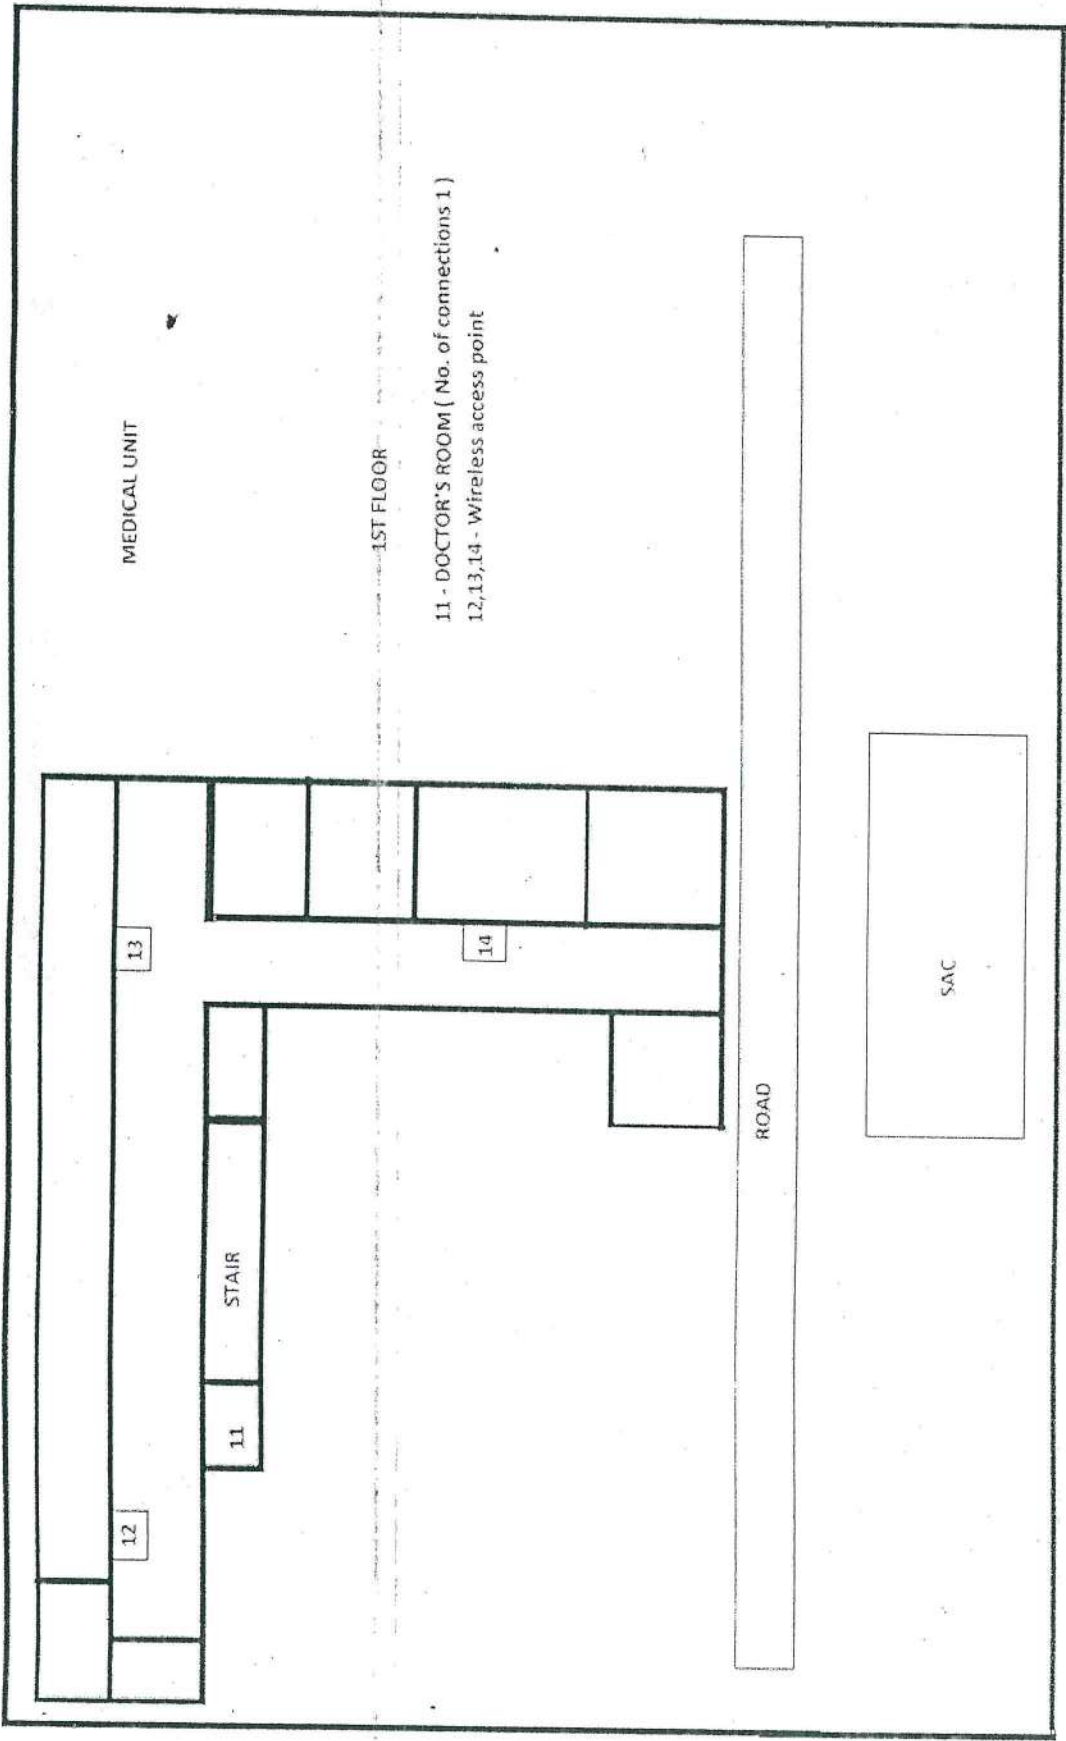 MEDICAL UNIT
1ST FLOOR
11 - DOCTOR'S ROOM ( No. of connections 1 )
12,13,14 - Wireless access point
12
13
11
STAIR
14
ROAD
SAC